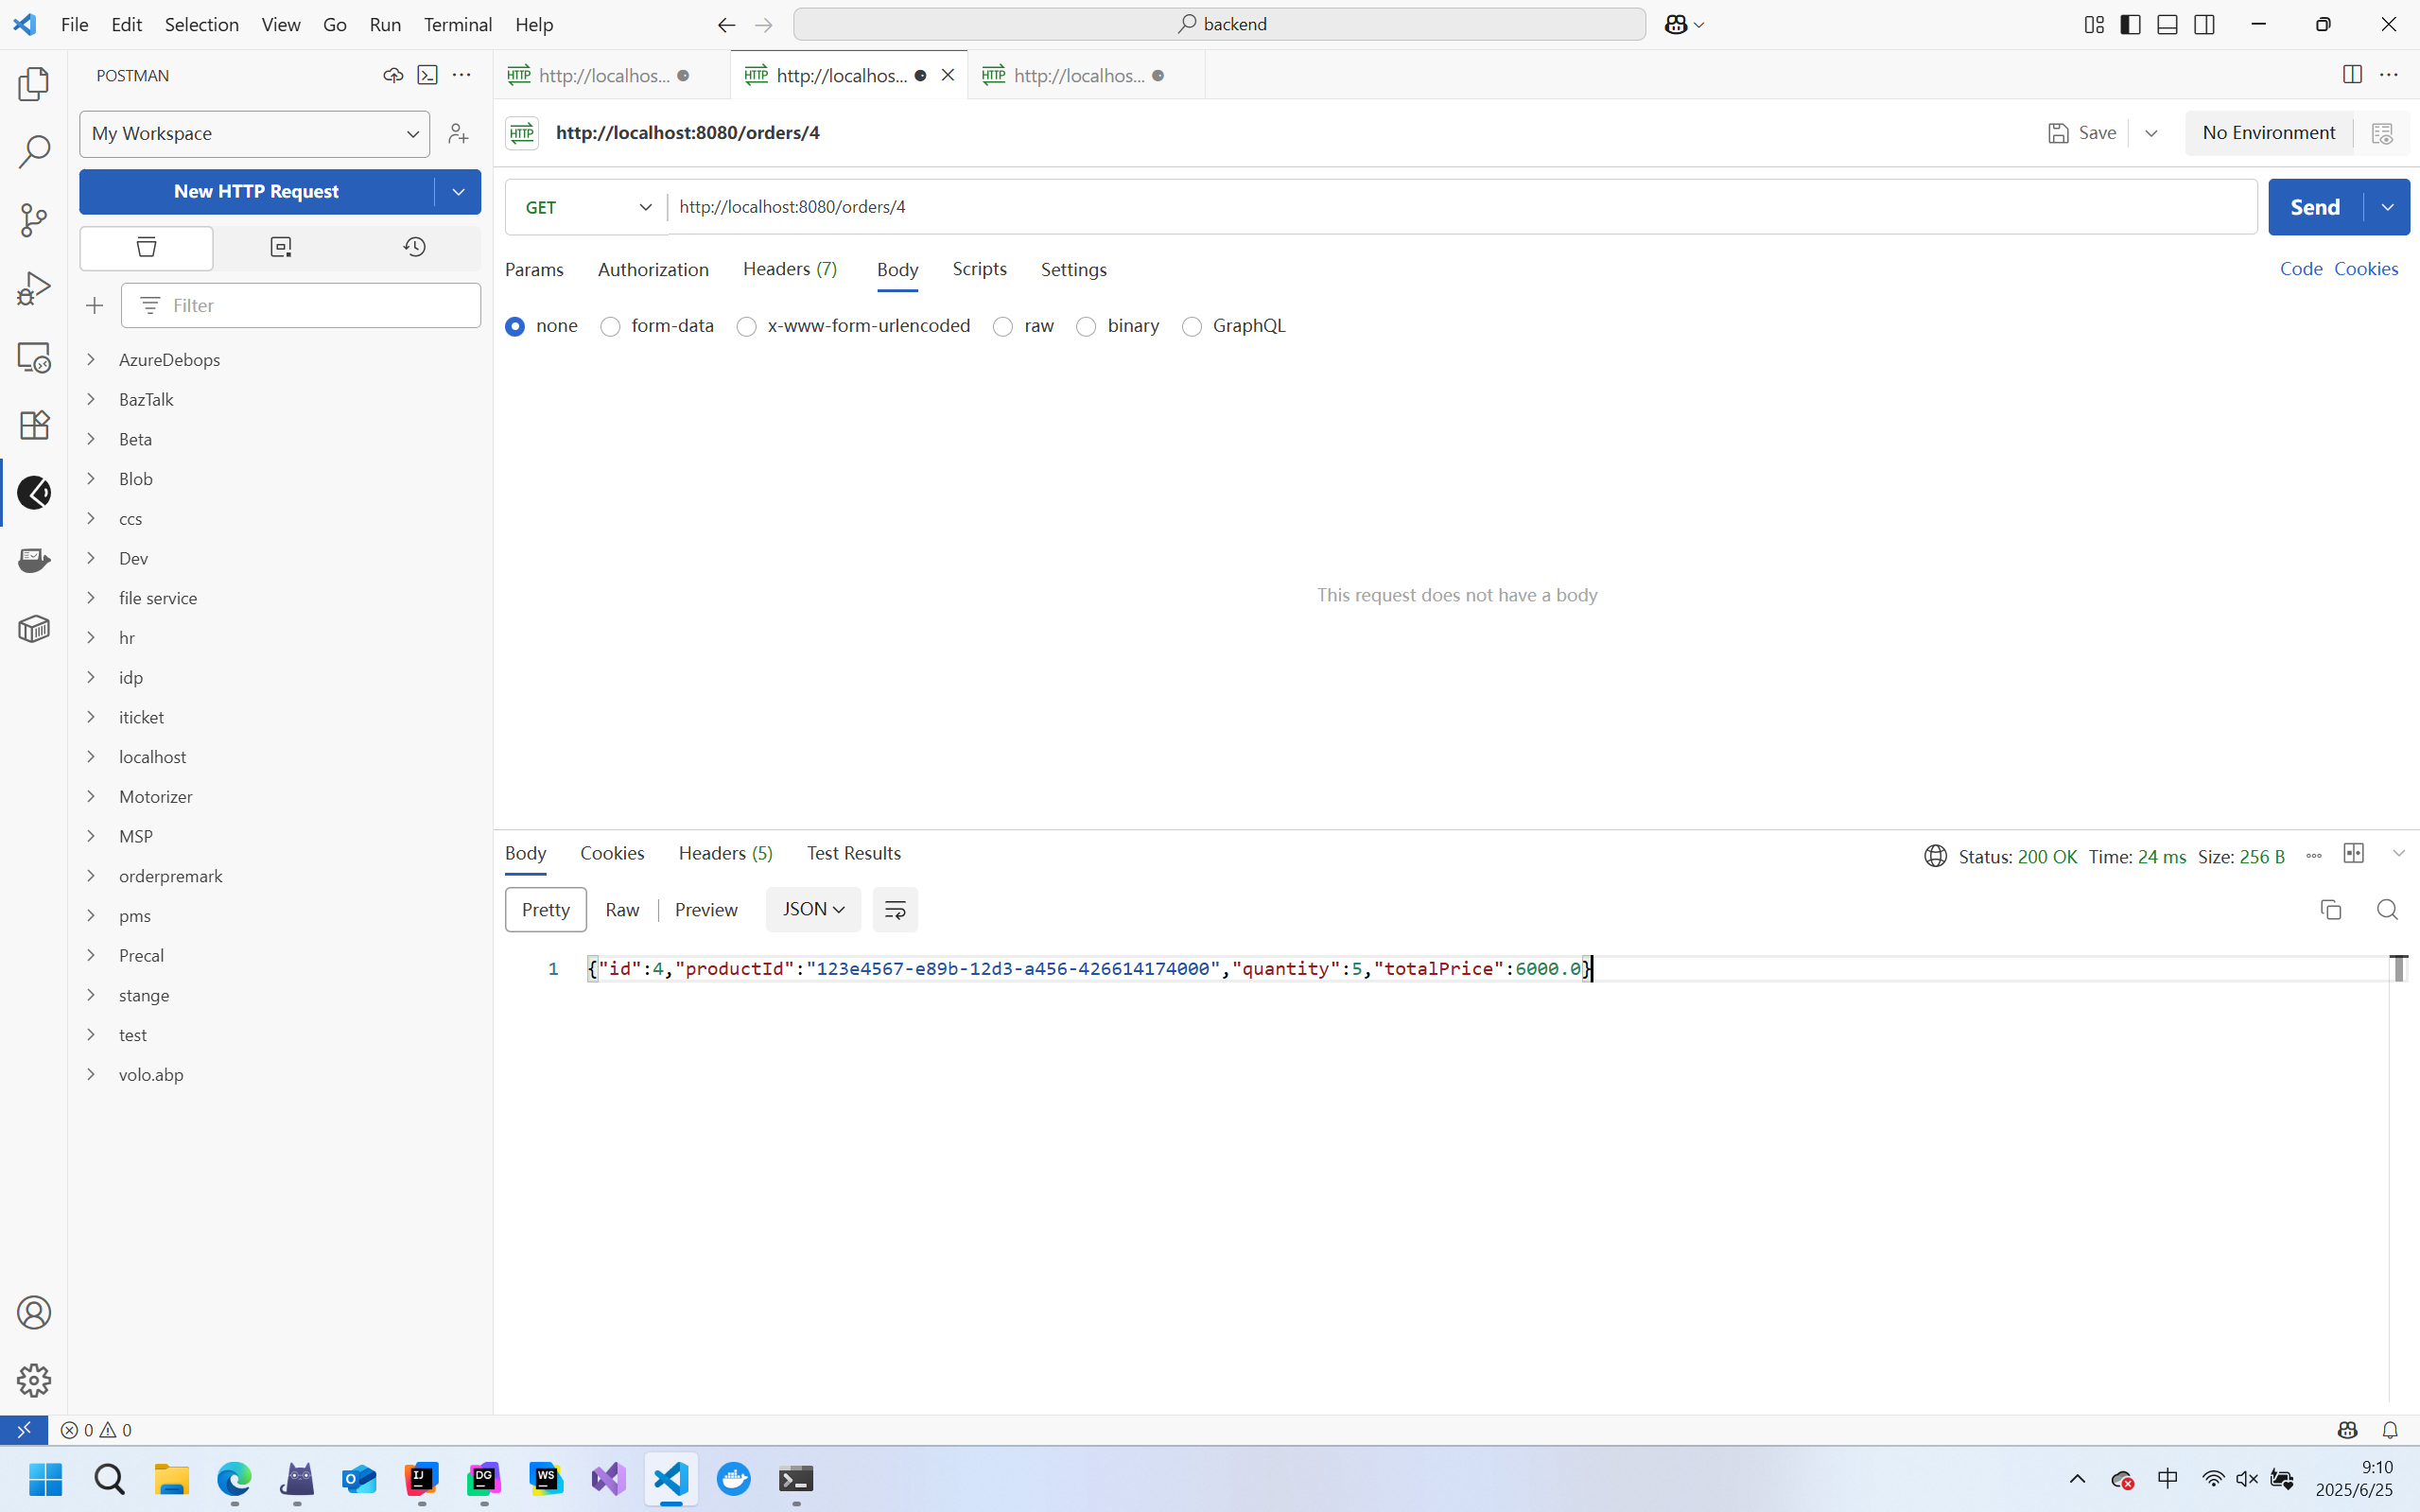 File Edit Selection View Go Run Terminal Help
backend
POSTMAN
http://localhos...
http://localhos...
http://localhos...
My Workspace
HTTP http://localhost:8080/orders/4
Save
No Environment
New HTTP Request
GET http://localhost:8080/orders/4
Send
Params Authorization Headers (7) Body Scripts Settings
Code Cookies
Filter
none form-data x-www-form-urlencoded raw binary GraphQL
AzureDebops
BazTalk
Beta
Blob
ccs
Dev
file service
hr
idp
iticket
localhost
Motorizer
MSP
orderpremark
pms
Precal
stange
test
volo.abp
This request does not have a body
Body Cookies Headers (5) Test Results
Status: 200 OK Time: 24 ms Size: 256 B
Pretty Raw Preview JSON
1 {"id":4,"productId":"123e4567-e89b-12d3-a456-426614174000","quantity":5,"totalPrice":6000.0}
0 0
IJ DG WS
中
9:10
2025/6/25